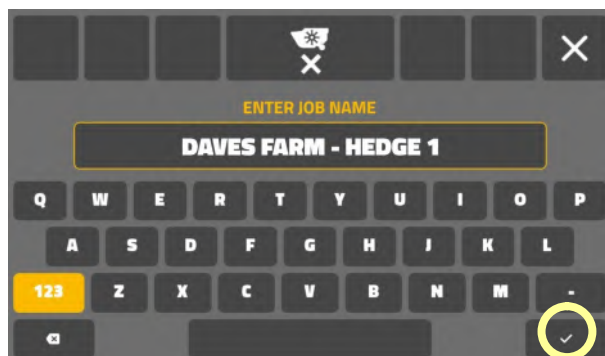 ENTER JOB NAME
DAVES FARM - HEDGE 1
Q W E R T Y U I O P
A S D F G H J K L
123 Z X C V B N M -